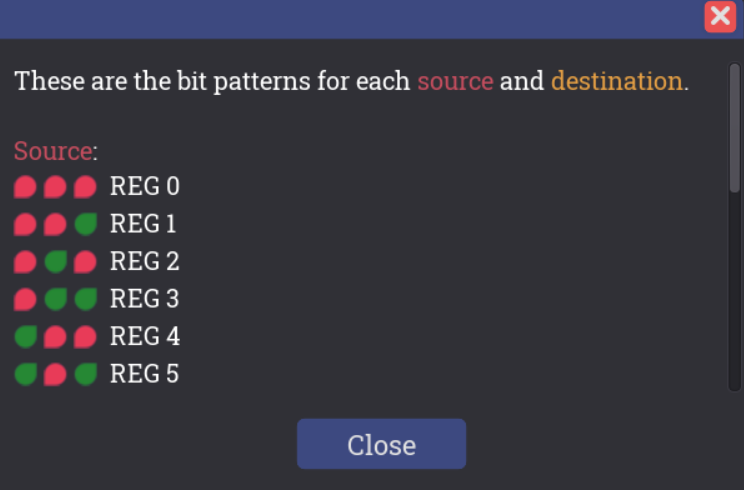 These are the bit patterns for each source and destination.
Source:
REG 0
REG 1
REG 2
REG 3
REG 4
REG 5
Close